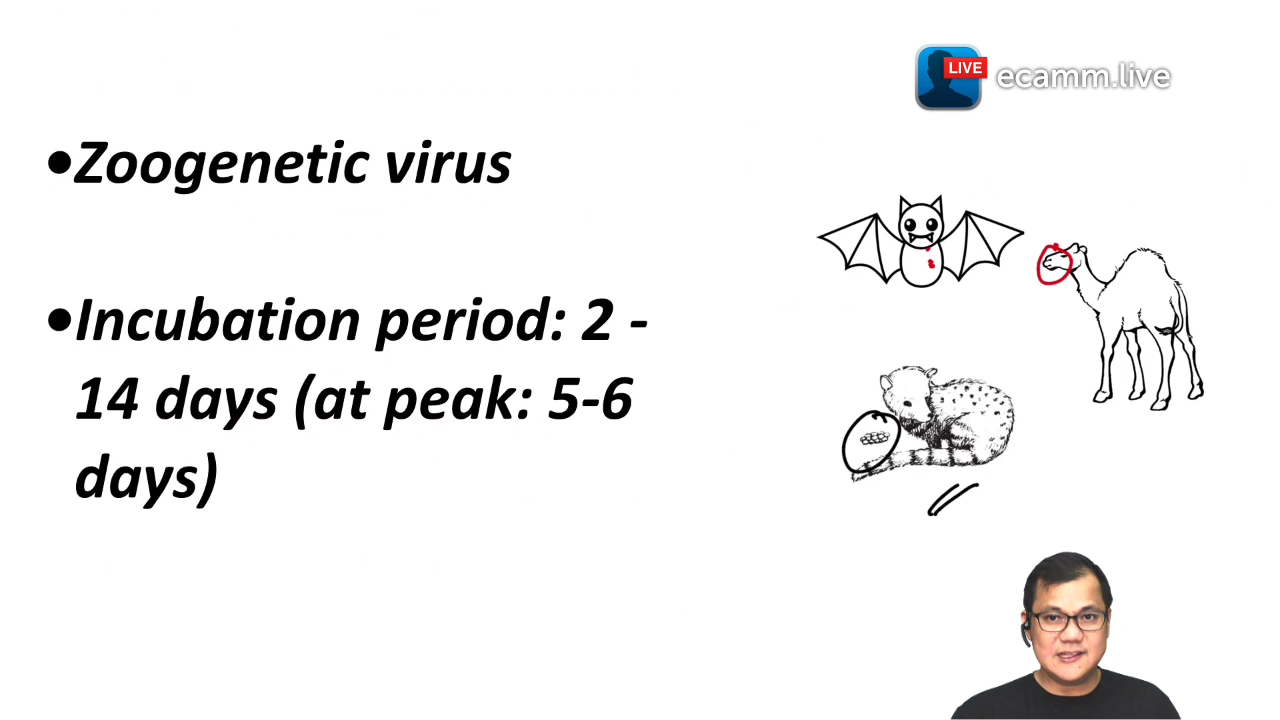 LIVE ecamm.live
•Zoogenetic virus
•Incubation period: 2 -
14 days (at peak: 5-6
days)